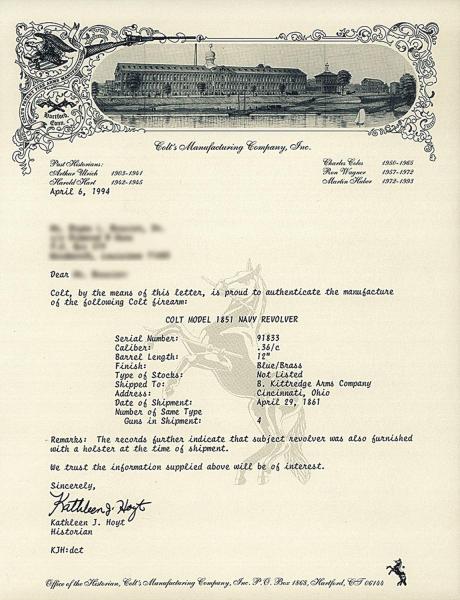 Hartford,
Conn.
Colt's Manufacturing Company, Inc.
Past Historians:
Arthur Ulrich 1903-1941
Harold Hart 1942-1945
Charles Coles 1950-1965
Ron Wagner 1957-1972
Martin Huber 1972-1993
April 6, 1994
Dear
Colt, by the means of this letter, is proud to authenticate the manufacture
of the following Colt firearm:
COLT MODEL 1851 NAVY REVOLVER
Serial Number: 91833
Caliber: .36/c
Barrel Length: 12"
Finish: Blue/Brass
Type of Stocks: Not Listed
Shipped To: B. Kittredge Arms Company
Address: Cincinnati, Ohio
Date of Shipment: April 29, 1861
Number of Same Type
Guns in Shipment: 4
Remarks: The records further indicate that subject revolver was also furnished
with a holster at the time of shipment.
We trust the information supplied above will be of interest.
Sincerely,
Kathleen J. Hoyt
Kathleen J. Hoyt
Historian
KJH:dct
Office of the Historian, Colt's Manufacturing Company, Inc. P.O. Box 1868, Hartford, CT 06144